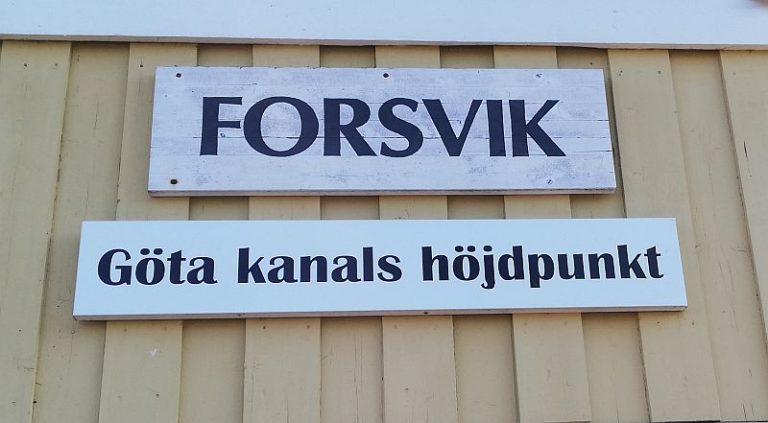 FORSVIK
Göta kanals höjdpunkt